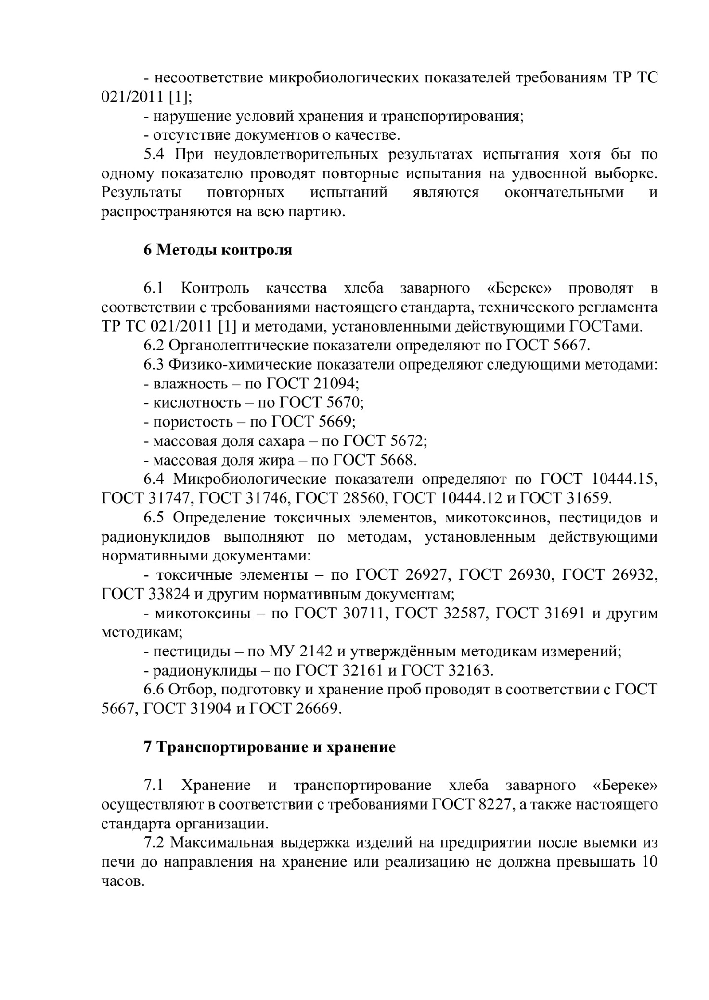 - несоответствие микробиологических показателей требованиям ТР ТС
021/2011 [1];
- нарушение условий хранения и транспортирования;
- отсутствие документов о качестве.
5.4 При неудовлетворительных результатах испытания хотя бы по
одному показателю проводят повторные испытания на удвоенной выборке.
Результаты повторных испытаний являются окончательными и
распространяются на всю партию.
6 Методы контроля
6.1 Контроль качества хлеба заварного «Береке» проводят в
соответствии с требованиями настоящего стандарта, технического регламента
ТР ТС 021/2011 [1] и методами, установленными действующими ГОСТами.
6.2 Органолептические показатели определяют по ГОСТ 5667.
6.3 Физико-химические показатели определяют следующими методами:
- влажность – по ГОСТ 21094;
- кислотность – по ГОСТ 5670;
- пористость – по ГОСТ 5669;
- массовая доля сахара – по ГОСТ 5672;
- массовая доля жира – по ГОСТ 5668.
6.4 Микробиологические показатели определяют по ГОСТ 10444.15,
ГОСТ 31747, ГОСТ 31746, ГОСТ 28560, ГОСТ 10444.12 и ГОСТ 31659.
6.5 Определение токсичных элементов, микотоксинов, пестицидов и
радионуклидов выполняют по методам, установленным действующими
нормативными документами:
- токсичные элементы – по ГОСТ 26927, ГОСТ 26930, ГОСТ 26932,
ГОСТ 33824 и другим нормативным документам;
- микотоксины – по ГОСТ 30711, ГОСТ 32587, ГОСТ 31691 и другим
методикам;
- пестициды – по МУ 2142 и утверждённым методикам измерений;
- радионуклиды – по ГОСТ 32161 и ГОСТ 32163.
6.6 Отбор, подготовку и хранение проб проводят в соответствии с ГОСТ
5667, ГОСТ 31904 и ГОСТ 26669.
7 Транспортирование и хранение
7.1 Хранение и транспортирование хлеба заварного «Береке»
осуществляют в соответствии с требованиями ГОСТ 8227, а также настоящего
стандарта организации.
7.2 Максимальная выдержка изделий на предприятии после выемки из
печи до направления на хранение или реализацию не должна превышать 10
часов.